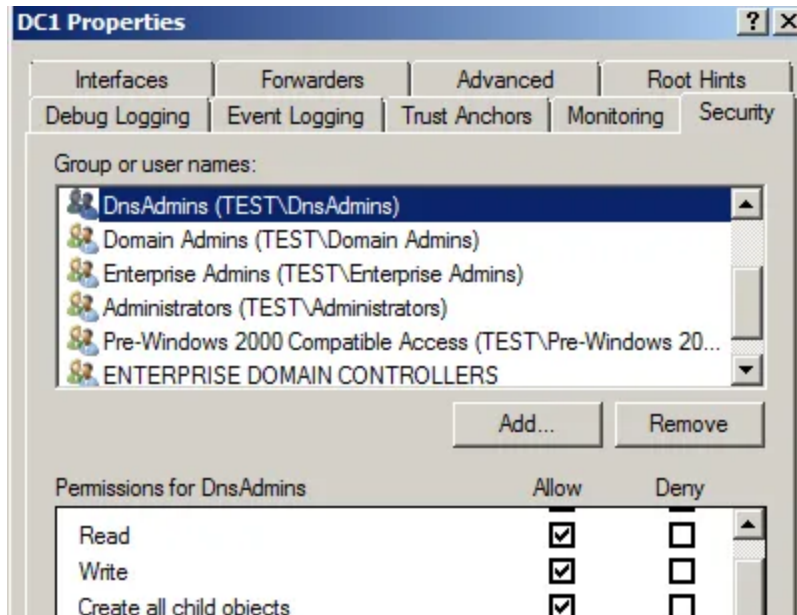 DC1 Properties
Interfaces Forwarders Advanced Root Hints
Debug Logging Event Logging Trust Anchors Monitoring Security
Group or user names:
DnsAdmins (TEST\DnsAdmins)
Domain Admins (TEST\Domain Admins)
Enterprise Admins (TEST\Enterprise Admins)
Administrators (TEST\Administrators)
Pre-Windows 2000 Compatible Access (TEST\Pre-Windows 20...
ENTERPRISE DOMAIN CONTROLLERS
Add... Remove
Permissions for DnsAdmins Allow Deny
Read
Write
Create all child objects